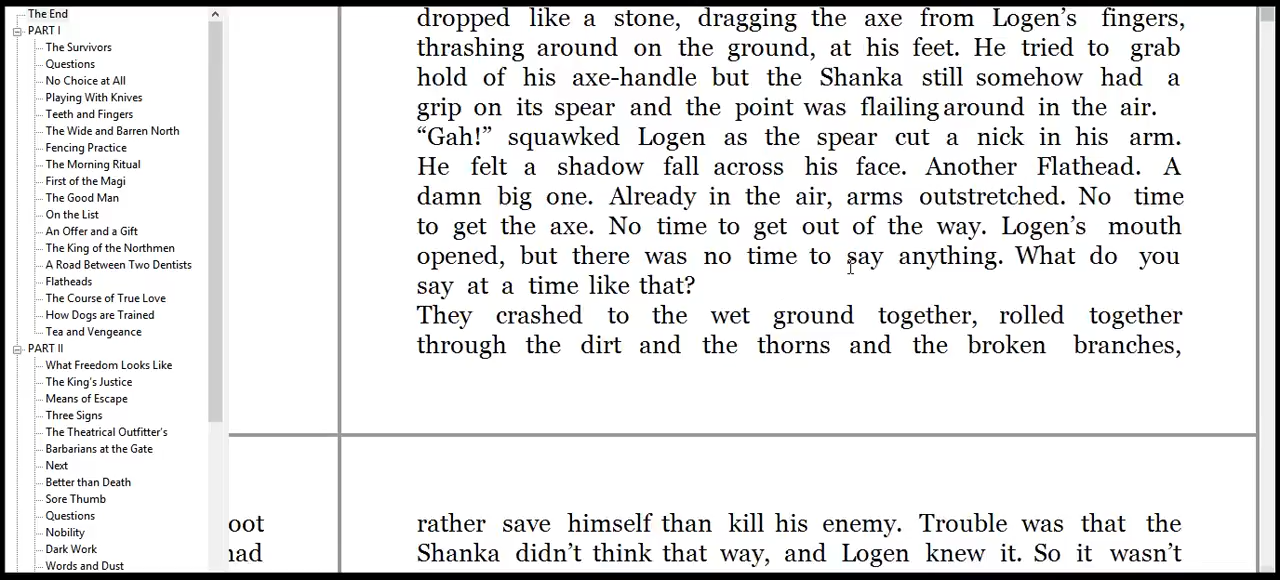 The End
PART I
The Survivors
Questions
No Choice at All
Playing With Knives
Teeth and Fingers
The Wide and Barren North
Fencing Practice
The Morning Ritual
First of the Magi
The Good Man
On the List
An Offer and a Gift
The King of the Northmen
A Road Between Two Dentists
Flatheads
The Course of True Love
How Dogs are Trained
Tea and Vengeance
PART II
What Freedom Looks Like
The King's Justice
Means of Escape
Three Signs
The Theatrical Outfitter's
Barbarians at the Gate
Next
Better than Death
Sore Thumb
Questions
Nobility
Dark Work
Words and Dust
dropped like a stone, dragging the axe from Logen’s fingers,
thrashing around on the ground, at his feet. He tried to grab
hold of his axe-handle but the Shanka still somehow had a
grip on its spear and the point was flailing around in the air.
“Gah!” squawked Logen as the spear cut a nick in his arm.
He felt a shadow fall across his face. Another Flathead. A
damn big one. Already in the air, arms outstretched. No time
to get the axe. No time to get out of the way. Logen’s mouth
opened, but there was no time to say anything. What do you
say at a time like that?
They crashed to the wet ground together, rolled together
through the dirt and the thorns and the broken branches,
oot
had
rather save himself than kill his enemy. Trouble was that the
Shanka didn’t think that way, and Logen knew it. So it wasn’t